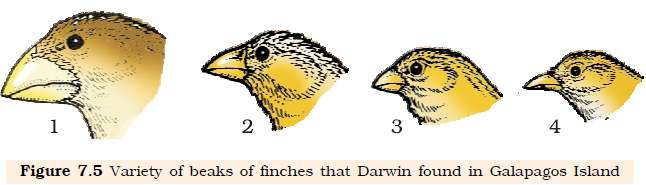 1 2 3 4
Figure 7.5 Variety of beaks of finches that Darwin found in Galapagos Island